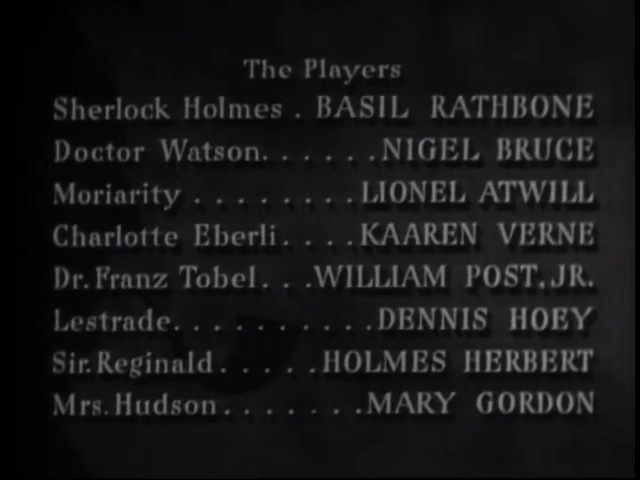 The Players
Sherlock Holmes . BASIL RATHBONE
Doctor Watson. . . . . . NIGEL BRUCE
Moriarity . . . . . . . . LIONEL ATWILL
Charlotte Eberli. . . . KAAREN VERNE
Dr. Franz Tobel. . . WILLIAM POST, JR.
Lestrade. . . . . . . . . . DENNIS HOEY
Sir. Reginald . . . . . HOLMES HERBERT
Mrs. Hudson. . . . . . . MARY GORDON